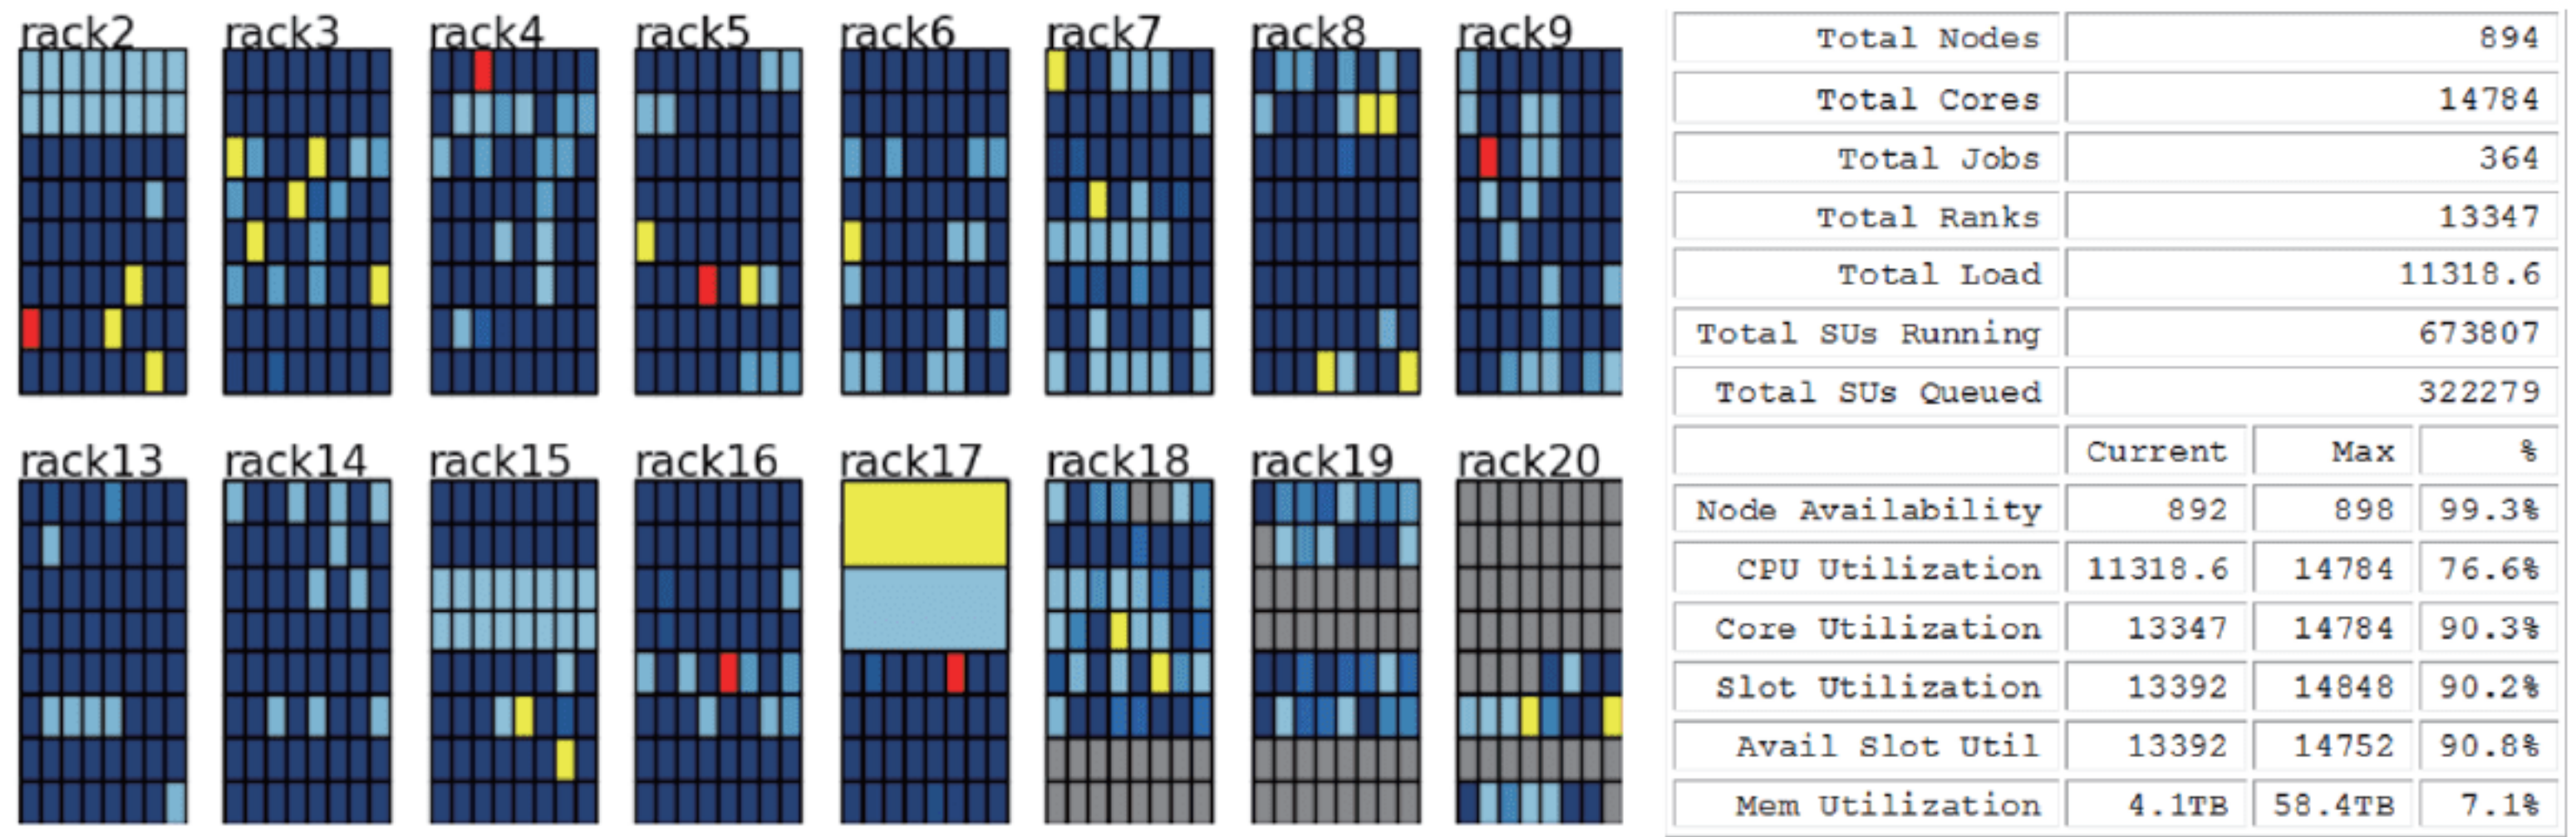 rack2 rack3 rack4 rack5 rack6 rack7 rack8 rack9
rack13 rack14 rack15 rack16 rack17 rack18 rack19 rack20
Total Nodes 894
Total Cores 14784
Total Jobs 364
Total Ranks 13347
Total Load 11318.6
Total SUs Running 673807
Total SUs Queued 322279
Current Max %
Node Availability 892 898 99.3%
CPU Utilization 11318.6 14784 76.6%
Core Utilization 13347 14784 90.3%
Slot Utilization 13392 14848 90.2%
Avail Slot Util 13392 14752 90.8%
Mem Utilization 4.1TB 58.4TB 7.1%